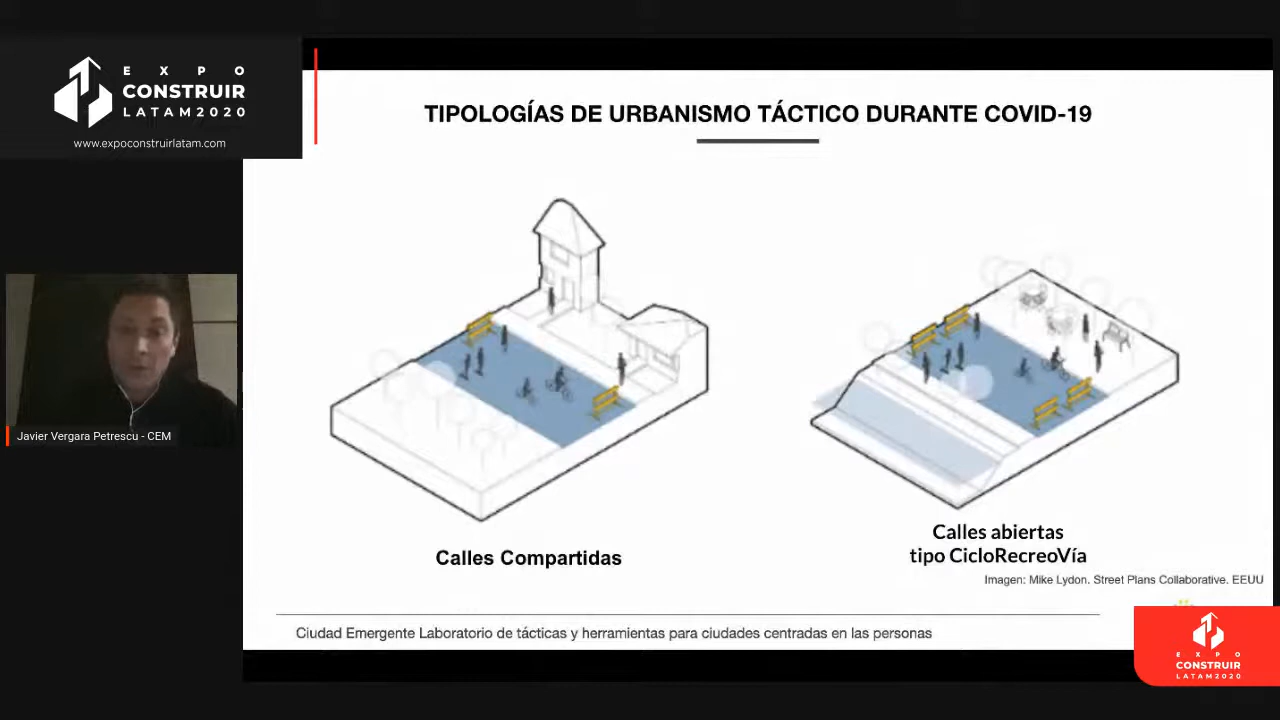 EXPO
CONSTRUIR
LATAM2020
www.expoconstruirlatam.com
TIPOLOGÍAS DE URBANISMO TÁCTICO DURANTE COVID-19
Javier Vergara Petrescu - CEM
Calles Compartidas
Calles abiertas
tipo CicloRecreoVía
Imagen: Mike Lydon. Street Plans Collaborative. EEUU
Ciudad Emergente Laboratorio de tácticas y herramientas para ciudades centradas en las personas
EXPO
CONSTRUIR
LATAM2020